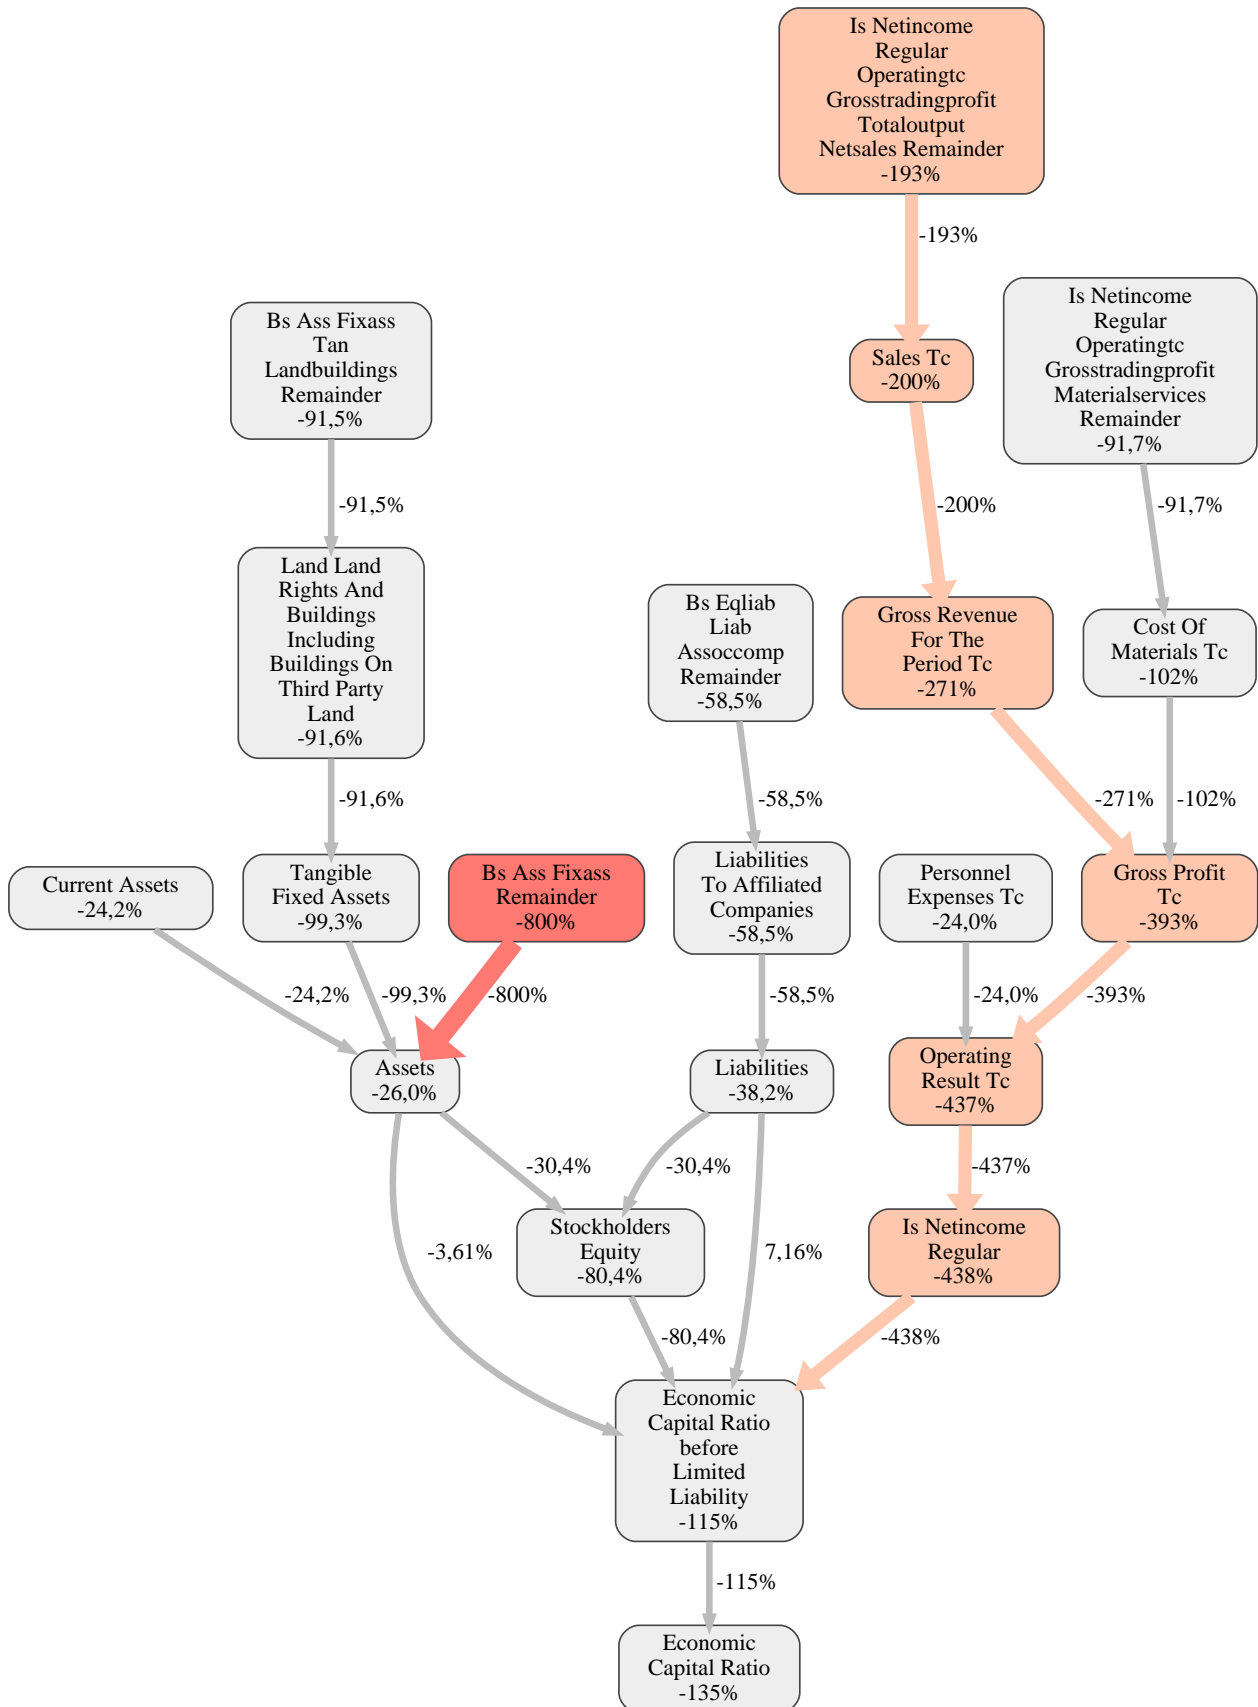 Is Netincome
Regular
Operatingtc
Grosstradingprofit
Totaloutput
Netsales Remainder
-193%
-193%
Bs Ass Fixass
Tan
Landbuildings
Remainder
-91,5%
Is Netincome
Regular
Operatingtc
Grosstradingprofit
Materialservices
Remainder
-91,7%
Sales Tc
-200%
-91,5%
-200%
-91,7%
Land Land
Rights And
Buildings
Including
Buildings On
Third Party
Land
-91,6%
Bs Eqliab
Liab
Assoccomp
Remainder
-58,5%
Gross Revenue
For The
Period Tc
-271%
Cost Of
Materials Tc
-102%
-91,6%
-58,5%
-271%
-102%
Current Assets
-24,2%
Tangible
Fixed Assets
-99,3%
Bs Ass Fixass
Remainder
-800%
Liabilities
To Affiliated
Companies
-58,5%
Personnel
Expenses Tc
-24,0%
Gross Profit
Tc
-393%
-24,2%
-99,3%
-800%
-58,5%
-24,0%
-393%
Assets
-26,0%
Liabilities
-38,2%
Operating
Result Tc
-437%
-30,4%
-30,4%
-437%
Stockholders
Equity
-80,4%
Is Netincome
Regular
-438%
-3,61%
7,16%
-80,4%
-438%
Economic
Capital Ratio
before
Limited
Liability
-115%
-115%
Economic
Capital Ratio
-135%